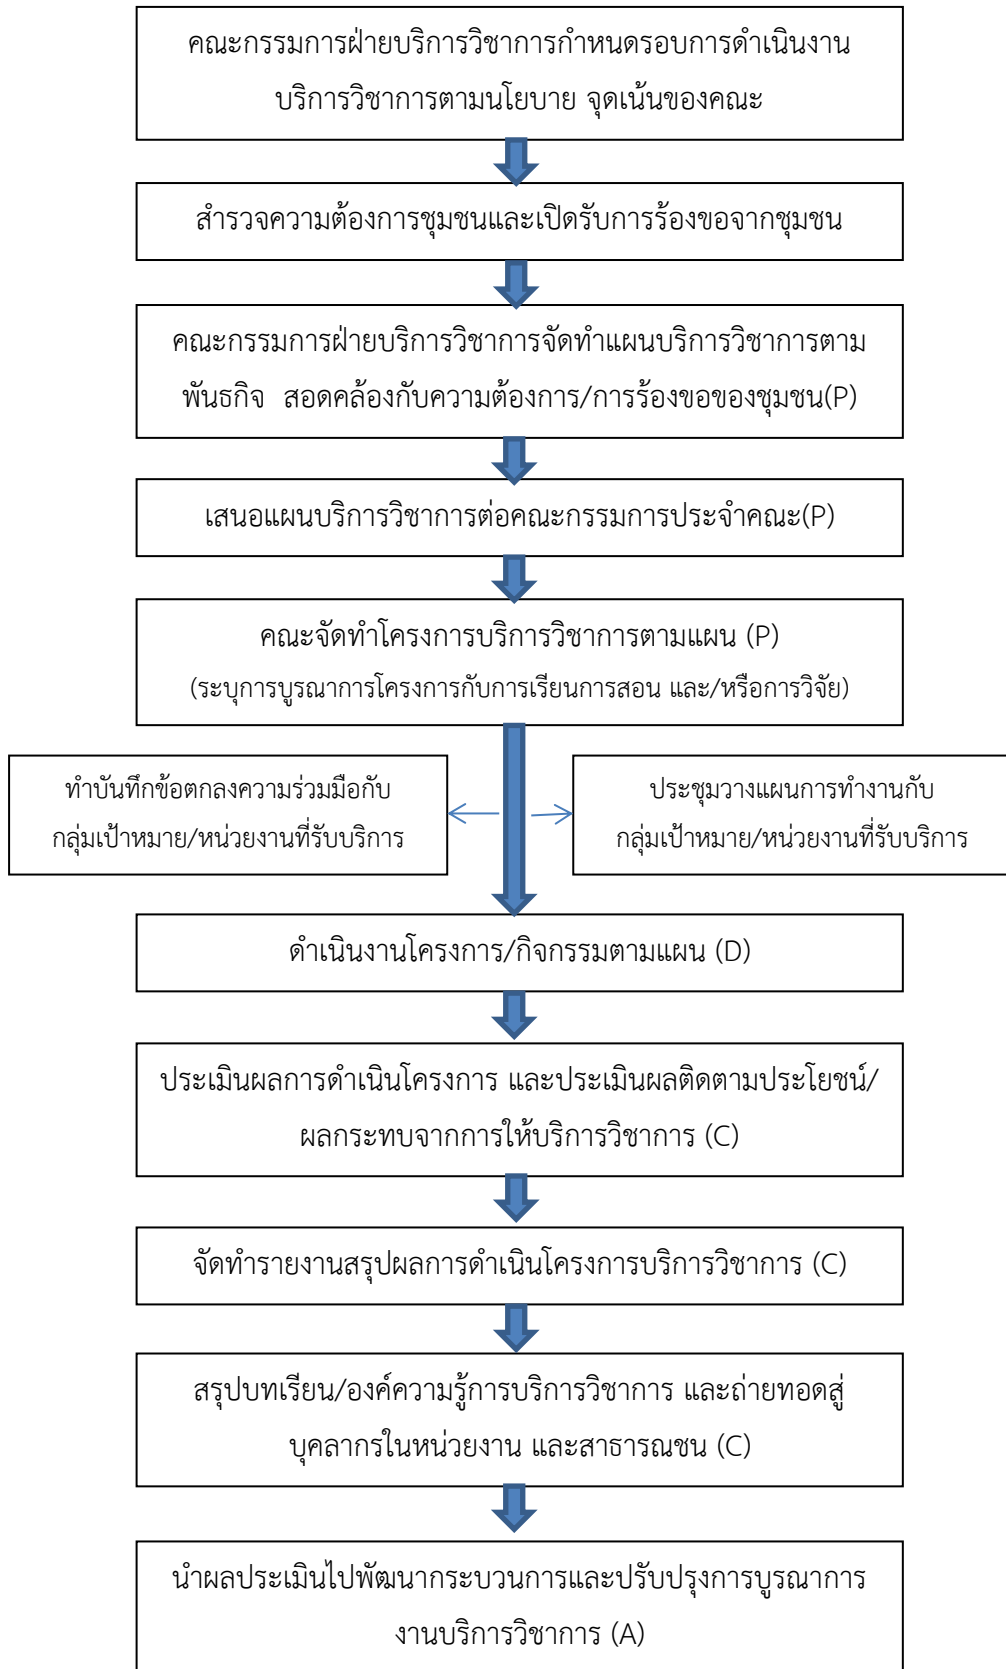 คณะกรรมการฝ่ายบริการวิชาการกำหนดรอบการดำเนินงาน
บริการวิชาการตามนโยบาย จุดเน้นของคณะ
สำรวจความต้องการชุมชนและเปิดรับการร้องขอจากชุมชน
คณะกรรมการฝ่ายบริการวิชาการจัดทำแผนบริการวิชาการตาม
พันธกิจ สอดคล้องกับความต้องการ/การร้องขอของชุมชน(P)
เสนอแผนบริการวิชาการต่อคณะกรรมการประจำคณะ(P)
คณะจัดทำโครงการบริการวิชาการตามแผน (P)
(ระบุการบูรณาการโครงการกับการเรียนการสอน และ/หรือการวิจัย)
ทำบันทึกข้อตกลงความร่วมมือกับ
กลุ่มเป้าหมาย/หน่วยงานที่รับบริการ
ประชุมวางแผนการทำงานกับ
กลุ่มเป้าหมาย/หน่วยงานที่รับบริการ
ดำเนินงานโครงการ/กิจกรรมตามแผน (D)
ประเมินผลการดำเนินโครงการ และประเมินผลติดตามประโยชน์/
ผลกระทบจากการให้บริการวิชาการ (C)
จัดทำรายงานสรุปผลการดำเนินโครงการบริการวิชาการ (C)
สรุปบทเรียน/องค์ความรู้การบริการวิชาการ และถ่ายทอดสู่
บุคลากรในหน่วยงาน และสาธารณชน (C)
นำผลประเมินไปพัฒนากระบวนการและปรับปรุงการบูรณาการ
งานบริการวิชาการ (A)